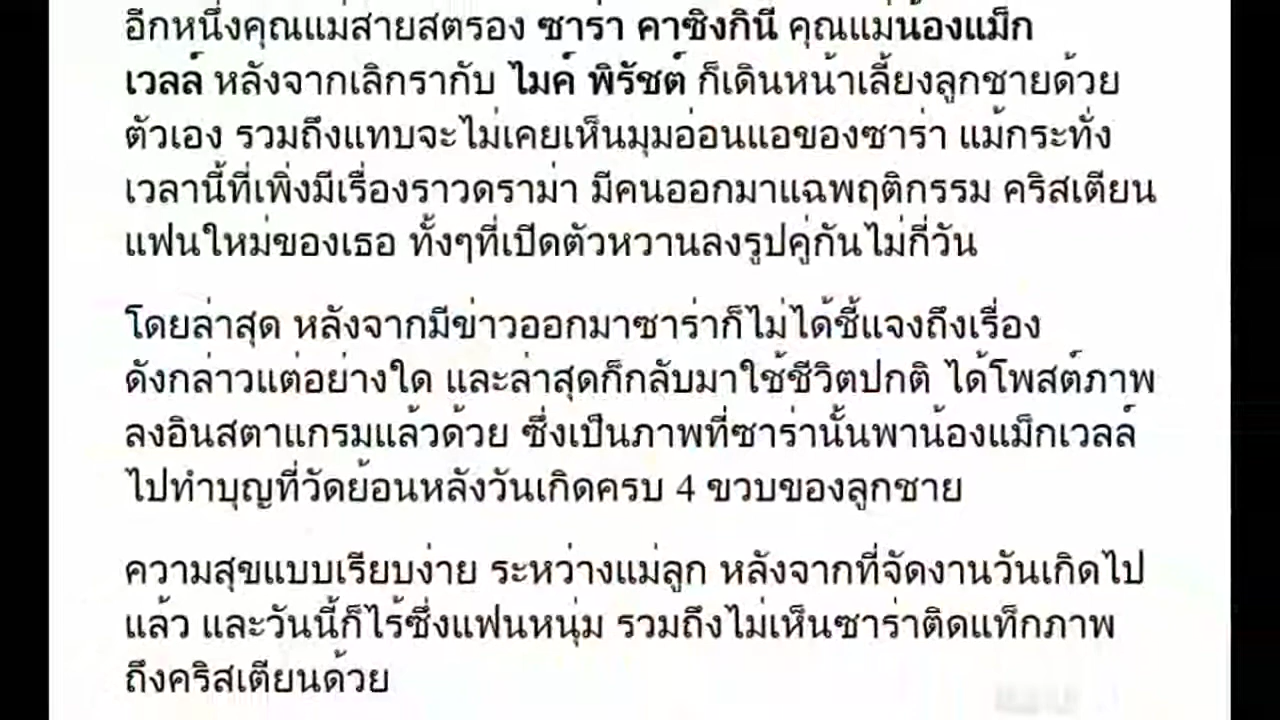 อีกหนึ่งคุณแม่สายสตรอง ซาร่า คาซิงกินี คุณแม่น้องแม็ก
เวลล์ หลังจากเลิกรากับ ไมค์ พิรัชต์ ก็เดินหน้าเลี้ยงลูกชายด้วย
ตัวเอง รวมถึงแทบจะไม่เคยเห็นมุมอ่อนแอของซาร่า แม้กระทั่ง
เวลานี้ที่เพิ่งมีเรื่องราวดราม่า มีคนออกมาแฉพฤติกรรม คริสเตียน
แฟนใหม่ของเธอ ทั้งๆที่เปิดตัวหวานลงรูปคู่กันไม่กี่วัน
โดยล่าสุด หลังจากมีข่าวออกมาซาร่าก็ไม่ได้ชี้แจงถึงเรื่อง
ดังกล่าวแต่อย่างใด และล่าสุดก็กลับมาใช้ชีวิตปกติ ได้โพสต์ภาพ
ลงอินสตาแกรมแล้วด้วย ซึ่งเป็นภาพที่ซาร่านั้นพาน้องแม็กเวลล์
ไปทำบุญที่วัดย้อนหลังวันเกิดครบ 4 ขวบของลูกชาย
ความสุขแบบเรียบง่าย ระหว่างแม่ลูก หลังจากที่จัดงานวันเกิดไป
แล้ว และวันนี้ก็ไร้ซึ่งแฟนหนุ่ม รวมถึงไม่เห็นซาร่าติดแท็กภาพ
ถึงคริสเตียนด้วย